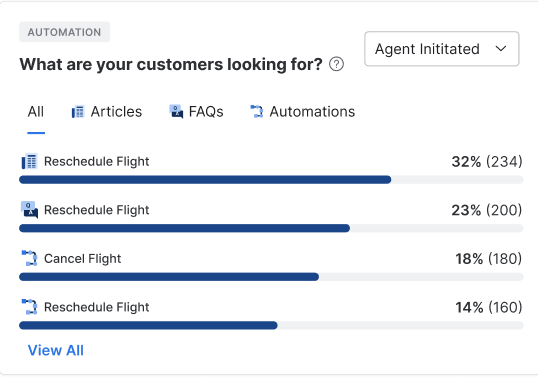 AUTOMATION
What are your customers looking for? ?
Agent Inititated
All Articles FAQs Automations
Reschedule Flight 32% (234)
Reschedule Flight 23% (200)
Cancel Flight 18% (180)
Reschedule Flight 14% (160)
View All